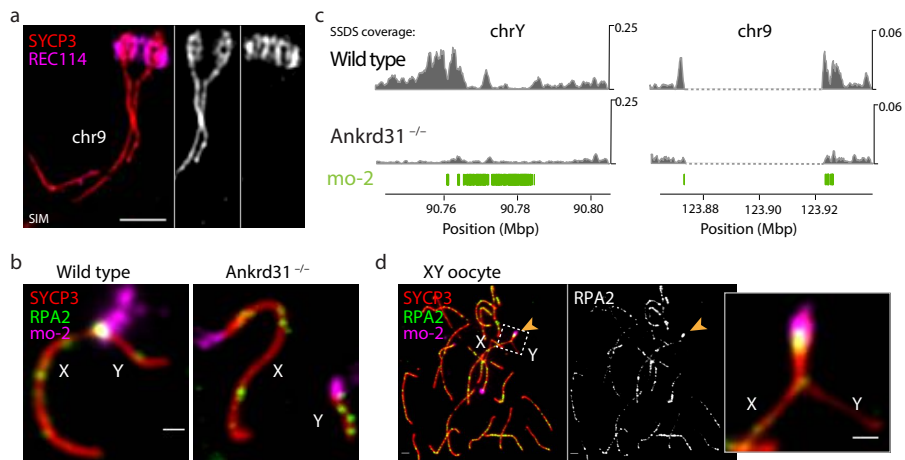 a
SYCP3
REC114
chr9
SIM
c
SSDS coverage:
chrY
chr9
0.25
0.06
Wild type
0.25
0.06
Ankrd31 –/–
mo-2
90.76 90.78 90.80
123.88 123.90 123.92
Position (Mbp)
Position (Mbp)
b
Wild type
Ankrd31 –/–
SYCP3
RPA2
mo-2
X
Y
X
Y
d
XY oocyte
SYCP3
RPA2
mo-2
X
Y
RPA2
X
Y